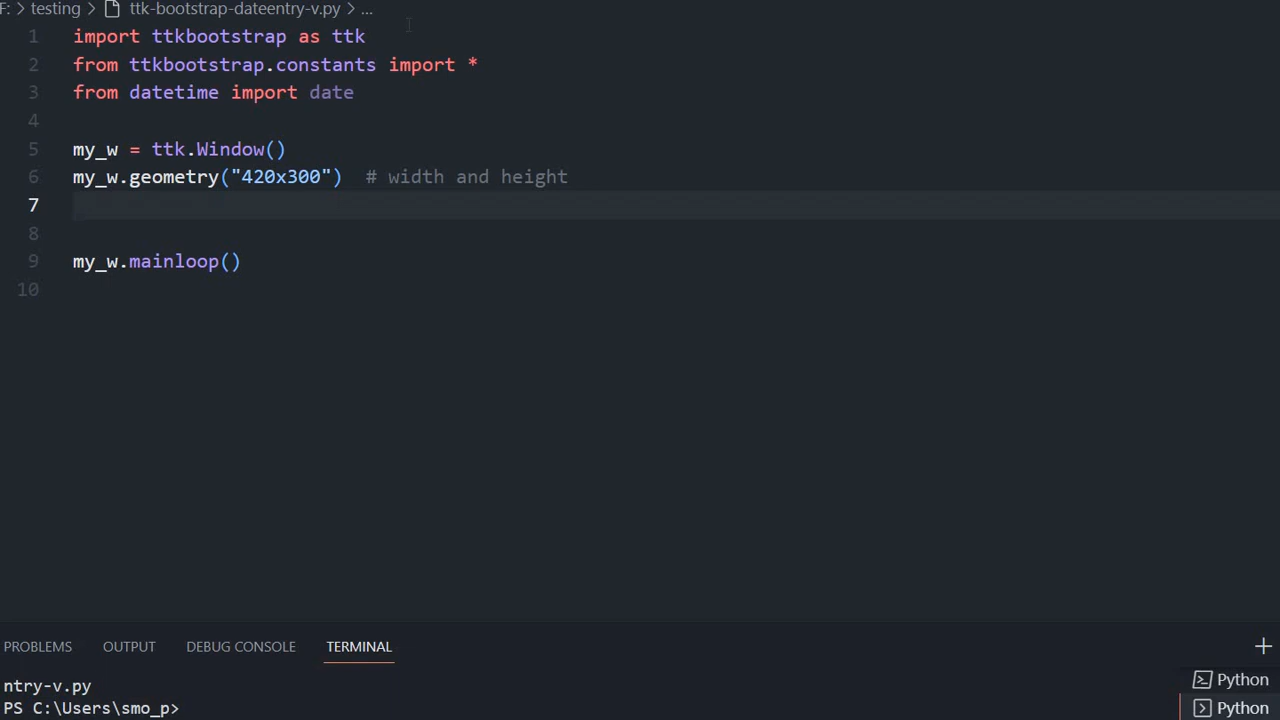 F: > testing > ttk-bootstrap-dateentry-v.py > ...
1 import ttkbootstrap as ttk
2 from ttkbootstrap.constants import *
3 from datetime import date
4
5 my_w = ttk.Window()
6 my_w.geometry("420x300")  # width and height
7
8
9 my_w.mainloop()
10
PROBLEMS OUTPUT DEBUG CONSOLE TERMINAL
ntry-v.py
PS C:\Users\smo_p>
Python
Python